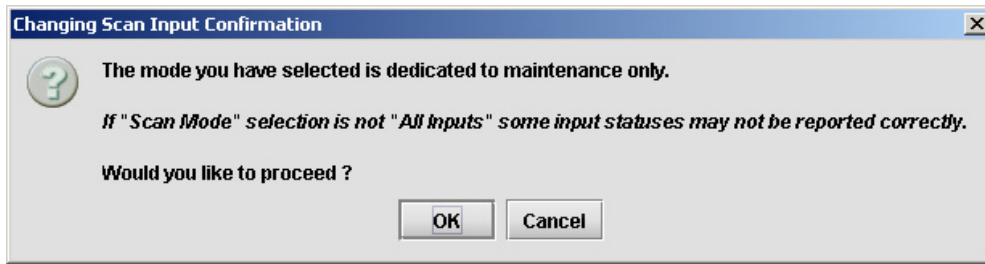 Changing Scan Input Confirmation
The mode you have selected is dedicated to maintenance only.
If "Scan Mode" selection is not "All Inputs" some input statuses may not be reported correctly.
Would you like to proceed ?
OK Cancel